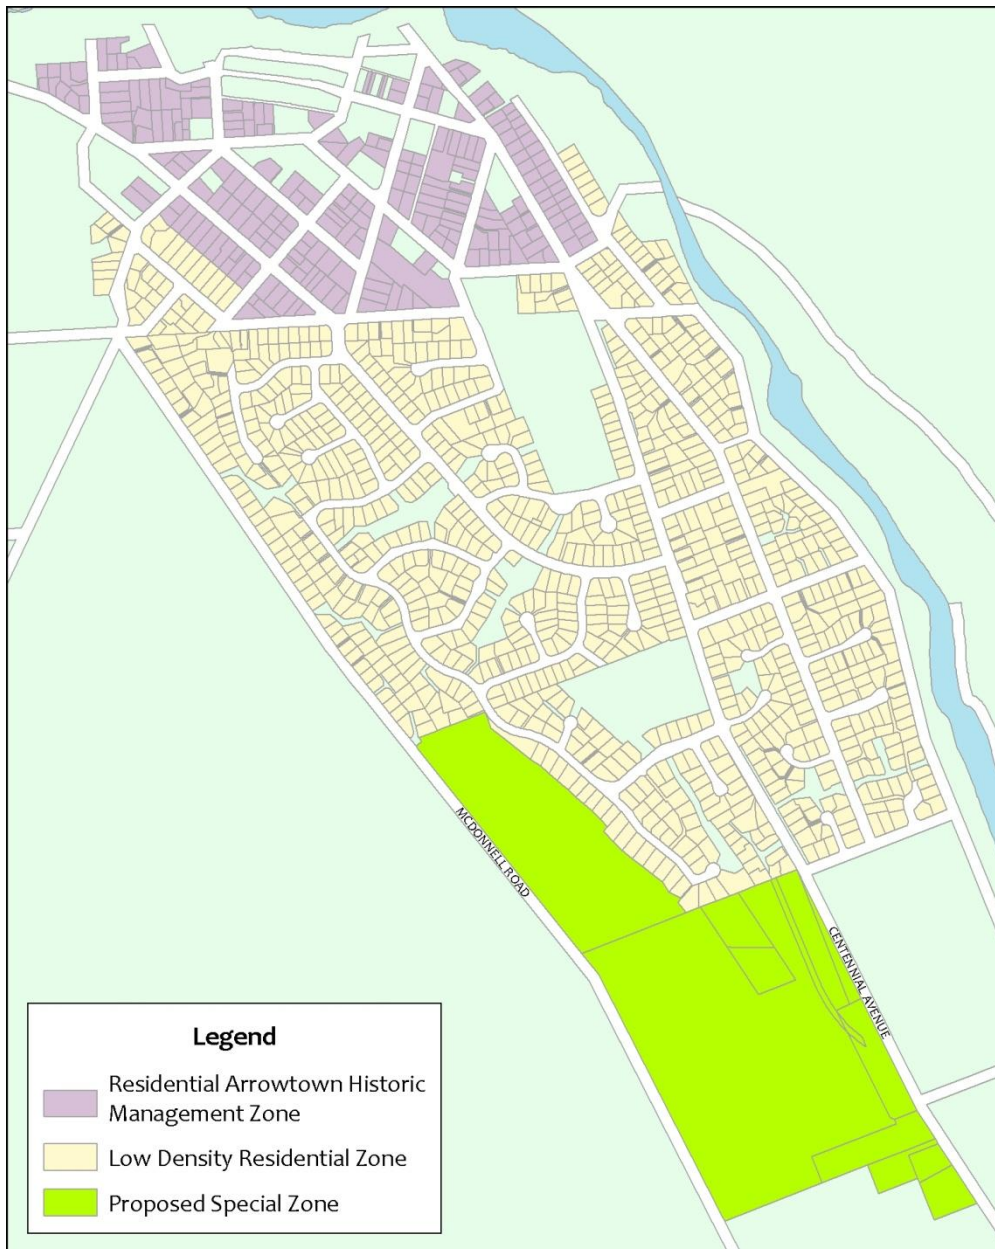 MCDONNELL ROAD
CENTENNIAL AVENUE
Legend
Residential Arrowtown Historic
Management Zone
Low Density Residential Zone
Proposed Special Zone